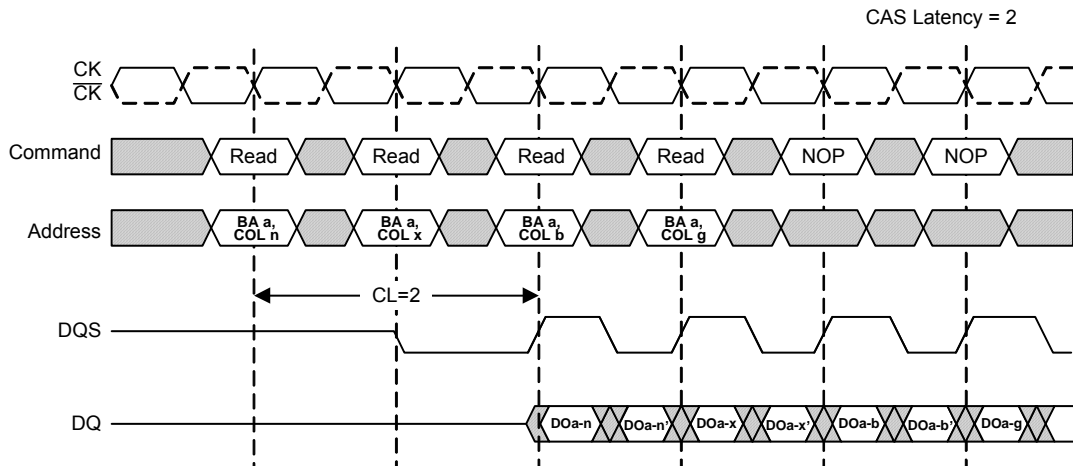 CAS Latency = 2
CK
CK
Command
Read
Read
Read
Read
NOP
NOP
Address
BA a,
COL n
BA a,
COL x
BA a,
COL b
BA a,
COL g
CL=2
DQS
DQ
DOa-n
DOa-n'
DOa-x
DOa-x'
DOa-b
DOa-b'
DOa-g